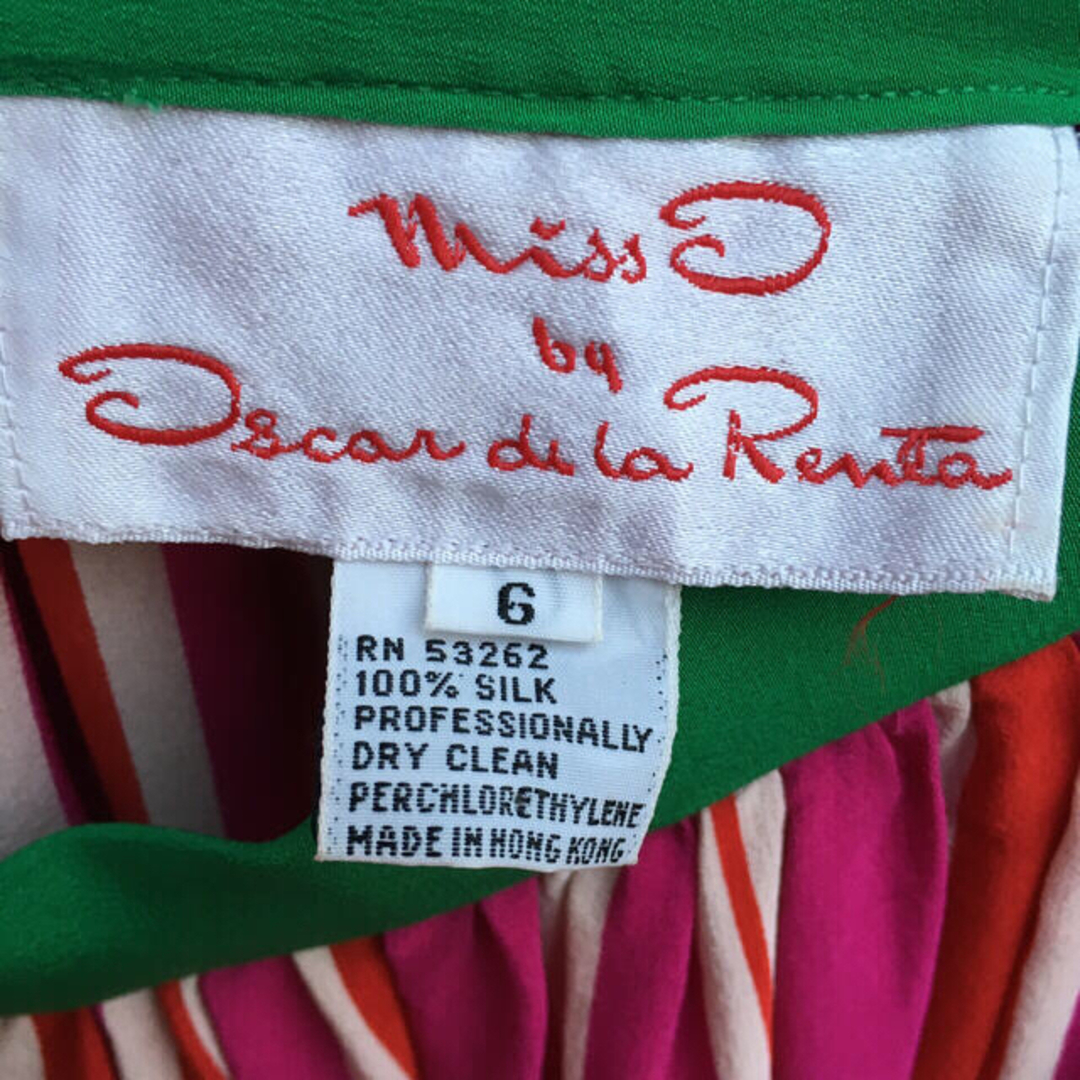 Miss O
by
Oscar de la Renta
6
RN 53262
100% SILK
PROFESSIONALLY
DRY CLEAN
PERCHLORETHYLENE
MADE IN HONG KONG